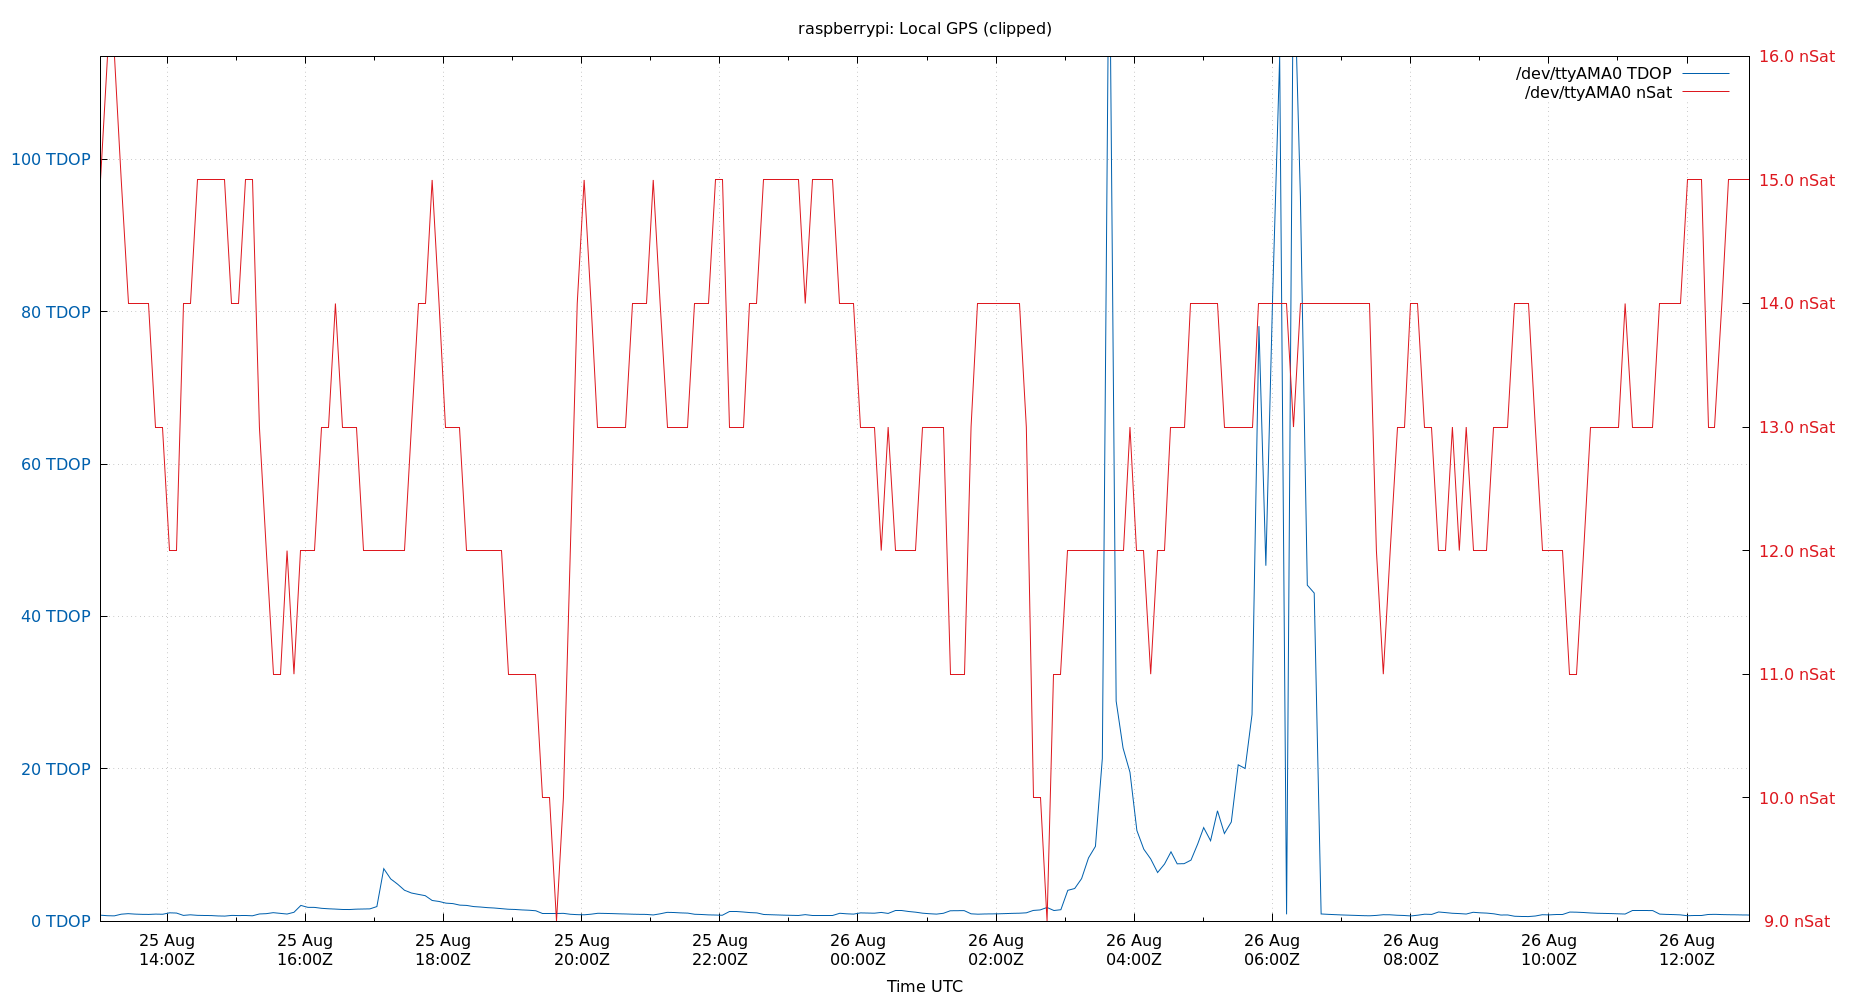 raspberrypi: Local GPS (clipped)
/dev/ttyAMA0 TDOP
/dev/ttyAMA0 nSat
100 TDOP
80 TDOP
60 TDOP
40 TDOP
20 TDOP
0 TDOP
16.0 nSat
15.0 nSat
14.0 nSat
13.0 nSat
12.0 nSat
11.0 nSat
10.0 nSat
9.0 nSat
25 Aug
14:00Z
25 Aug
16:00Z
25 Aug
18:00Z
25 Aug
20:00Z
25 Aug
22:00Z
26 Aug
00:00Z
26 Aug
02:00Z
26 Aug
04:00Z
26 Aug
06:00Z
26 Aug
08:00Z
26 Aug
10:00Z
26 Aug
12:00Z
Time UTC